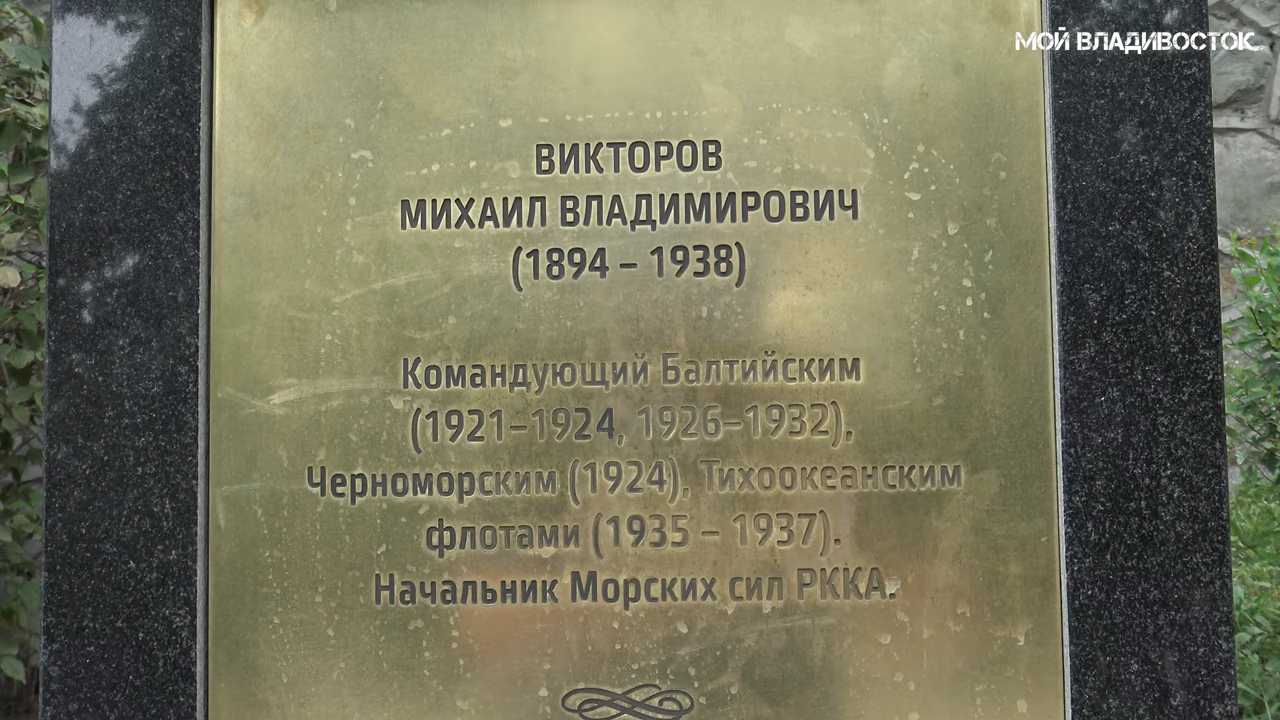 МОЙ ВЛАДИВОСТОК
ВИКТОРОВ
МИХАИЛ ВЛАДИМИРОВИЧ
(1894 – 1938)
Командующий Балтийским
(1921–1924, 1926–1932),
Черноморским (1924), Тихоокеанским
флотами (1935 – 1937).
Начальник Морских сил РККА.